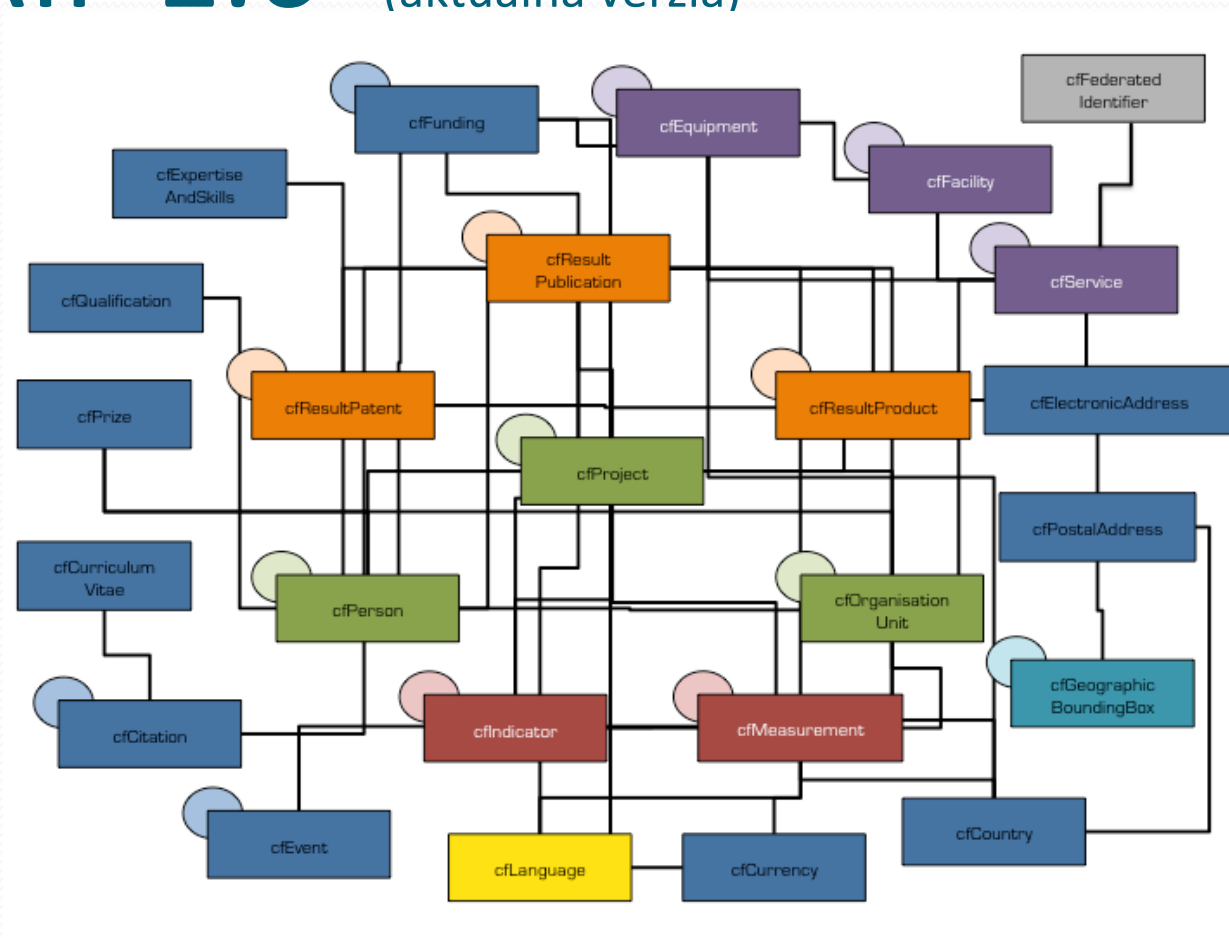 (aktuálna verzia)
cfFederated
Identifier
cfFunding
cfEquipment
cfExpertise
AndSkills
cfFacility
cfResult
Publication
cfQualification
cfService
cfPrize
cfResultPatent
cfResultProduct
cfElectronicAddress
cfProject
cfPostalAddress
cfCurriculum
Vitae
cfPerson
cfOrganisation
Unit
cfGeographic
BoundingBox
cfCitation
cfIndicator
cfMeasurement
cfEvent
cfCountry
cfLanguage
cfCurrency